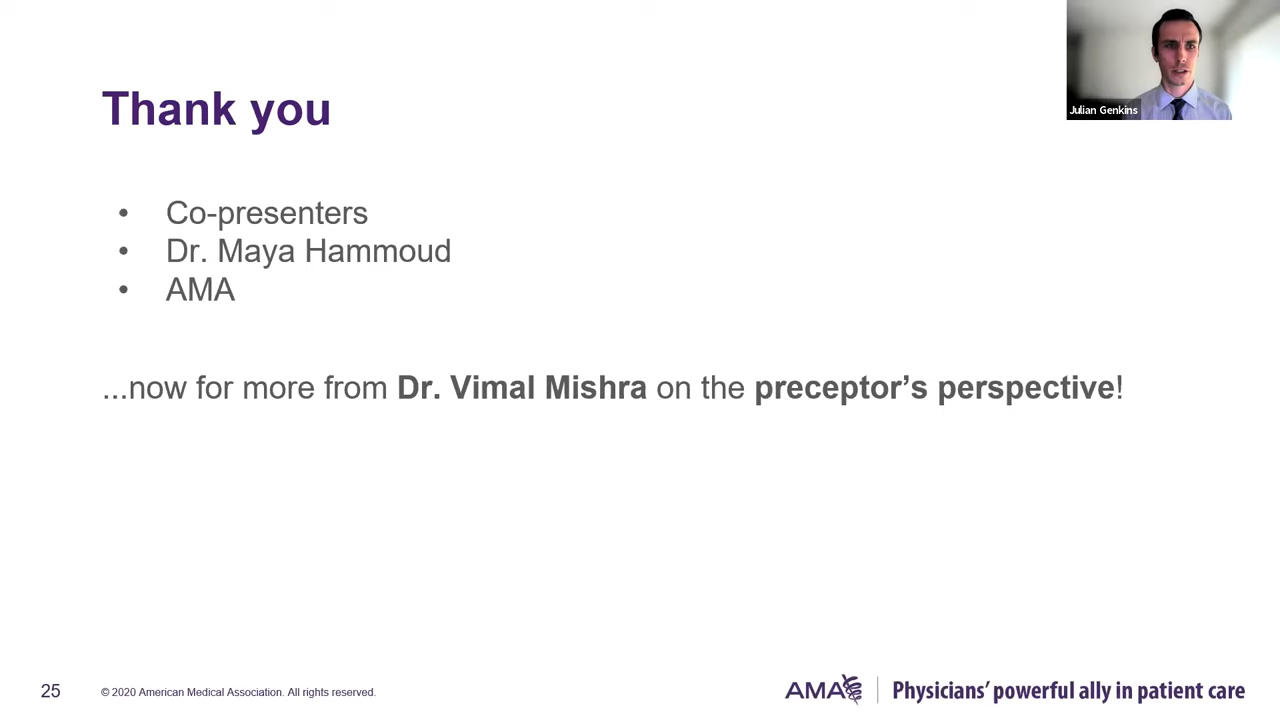 Julian Genkins
Thank you
• Co-presenters
• Dr. Maya Hammoud
• AMA
...now for more from Dr. Vimal Mishra on the preceptor’s perspective!
25
© 2020 American Medical Association. All rights reserved.
AMA
Physicians’ powerful ally in patient care